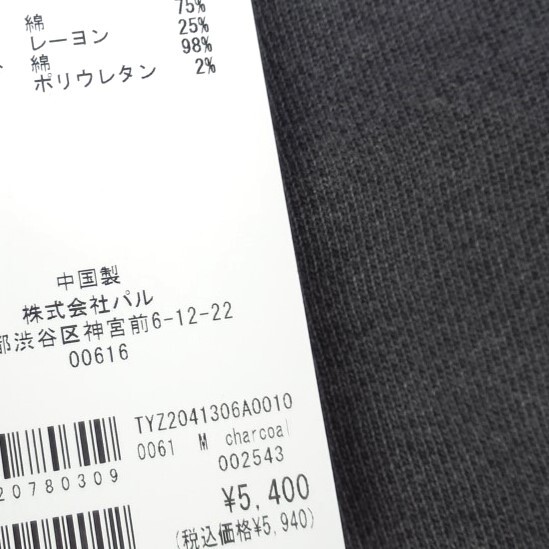 綿 75%
レーヨン 25%
綿 98%
ポリウレタン 2%
中国製
株式会社パル
都渋谷区神宮前6-12-22
00616
TYZ2041306A0010
0061 M charcoal
20780309 002543
¥5,400
(税込価格¥5,940)